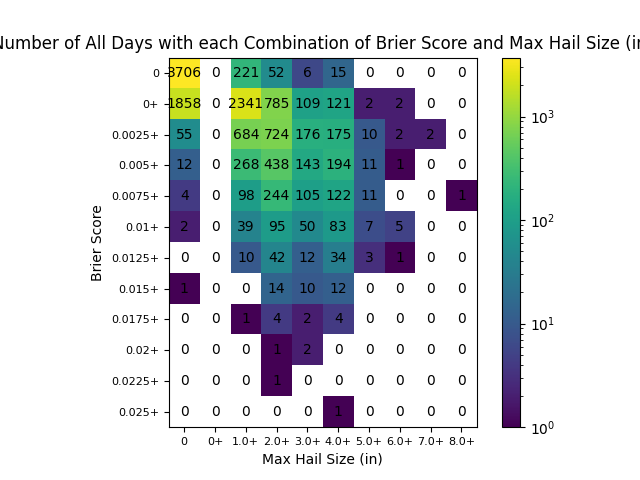 Number of All Days with each Combination of Brier Score and Max Hail Size (in
0 3706 0 221 52 6 15 0 0 0 0
0+ 1858 0 2341 785 109 121 2 2 0 0
0.0025+ 55 0 684 724 176 175 10 2 2 0
0.005+ 12 0 268 438 143 194 11 1 0 0
0.0075+ 4 0 98 244 105 122 11 0 0 1
0.01+ 2 0 39 95 50 83 7 5 0 0
0.0125+ 0 0 10 42 12 34 3 1 0 0
0.015+ 1 0 0 14 10 12 0 0 0 0
0.0175+ 0 0 1 4 2 4 0 0 0 0
0.02+ 0 0 0 1 2 0 0 0 0 0
0.0225+ 0 0 0 1 0 0 0 0 0 0
0.025+ 0 0 0 0 0 1 0 0 0 0
0 0+ 1.0+ 2.0+ 3.0+ 4.0+ 5.0+ 6.0+ 7.0+ 8.0+
Max Hail Size (in)
Brier Score
10³
10²
10¹
10⁰